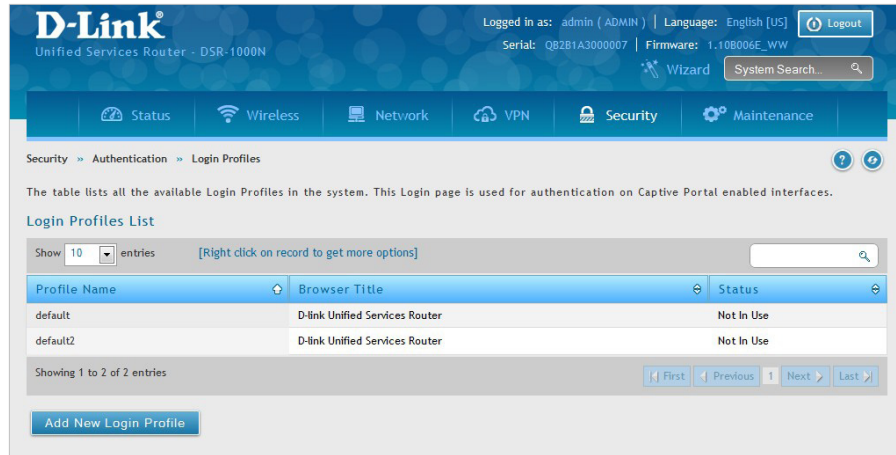 D-Link
Unified Services Router - DSR-1000N
Logged in as: admin ( ADMIN ) | Language: English [US]
Logout
Serial: QB2B1A3000007 | Firmware: 1.10B006E_WW
Wizard
System Search...
Status
Wireless
Network
VPN
Security
Maintenance
Security » Authentication » Login Profiles
The table lists all the available Login Profiles in the system. This Login page is used for authentication on Captive Portal enabled interfaces.
Login Profiles List
Show 10 entries [Right click on record to get more options]
Profile Name Browser Title Status
default D-link Unified Services Router Not In Use
default2 D-link Unified Services Router Not In Use
Showing 1 to 2 of 2 entries
First Previous 1 Next Last
Add New Login Profile